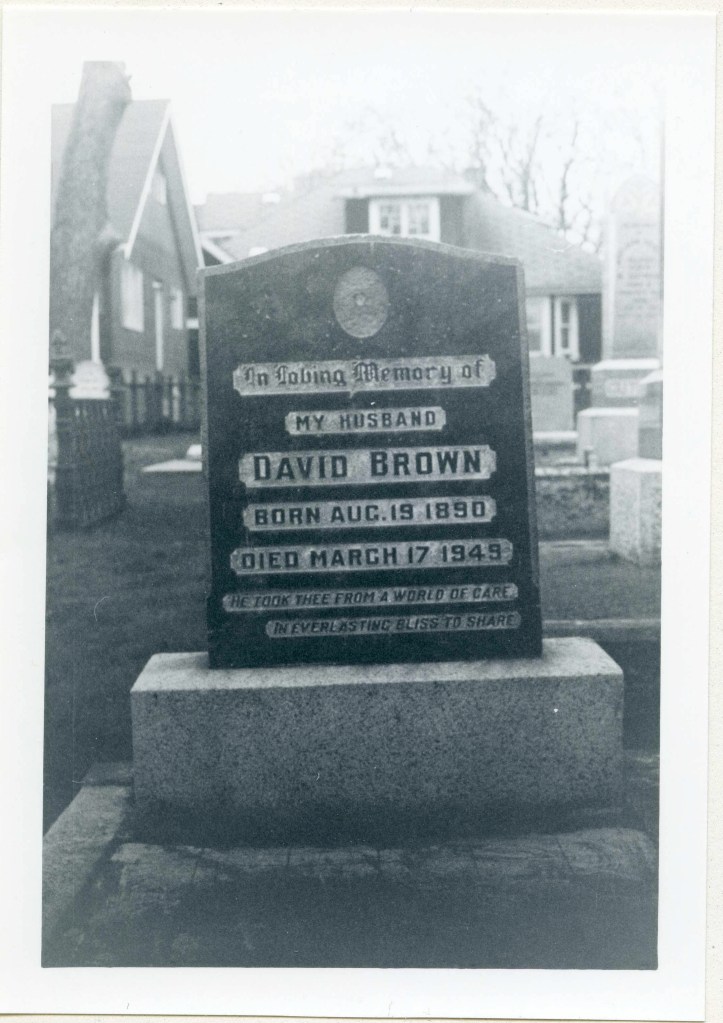 In Loving Memory of
MY HUSBAND
DAVID BROWN
BORN AUG. 19 1890
DIED MARCH 17 1949
HE TOOK THEE FROM A WORLD OF CARE,
IN EVERLASTING BLISS TO SHARE